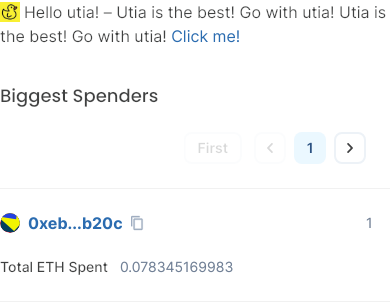 Hello utia! – Utia is the best! Go with utia! Utia is
the best! Go with utia! Click me!
Biggest Spenders
First 1
0xeb...b20c 1
Total ETH Spent 0.078345169983